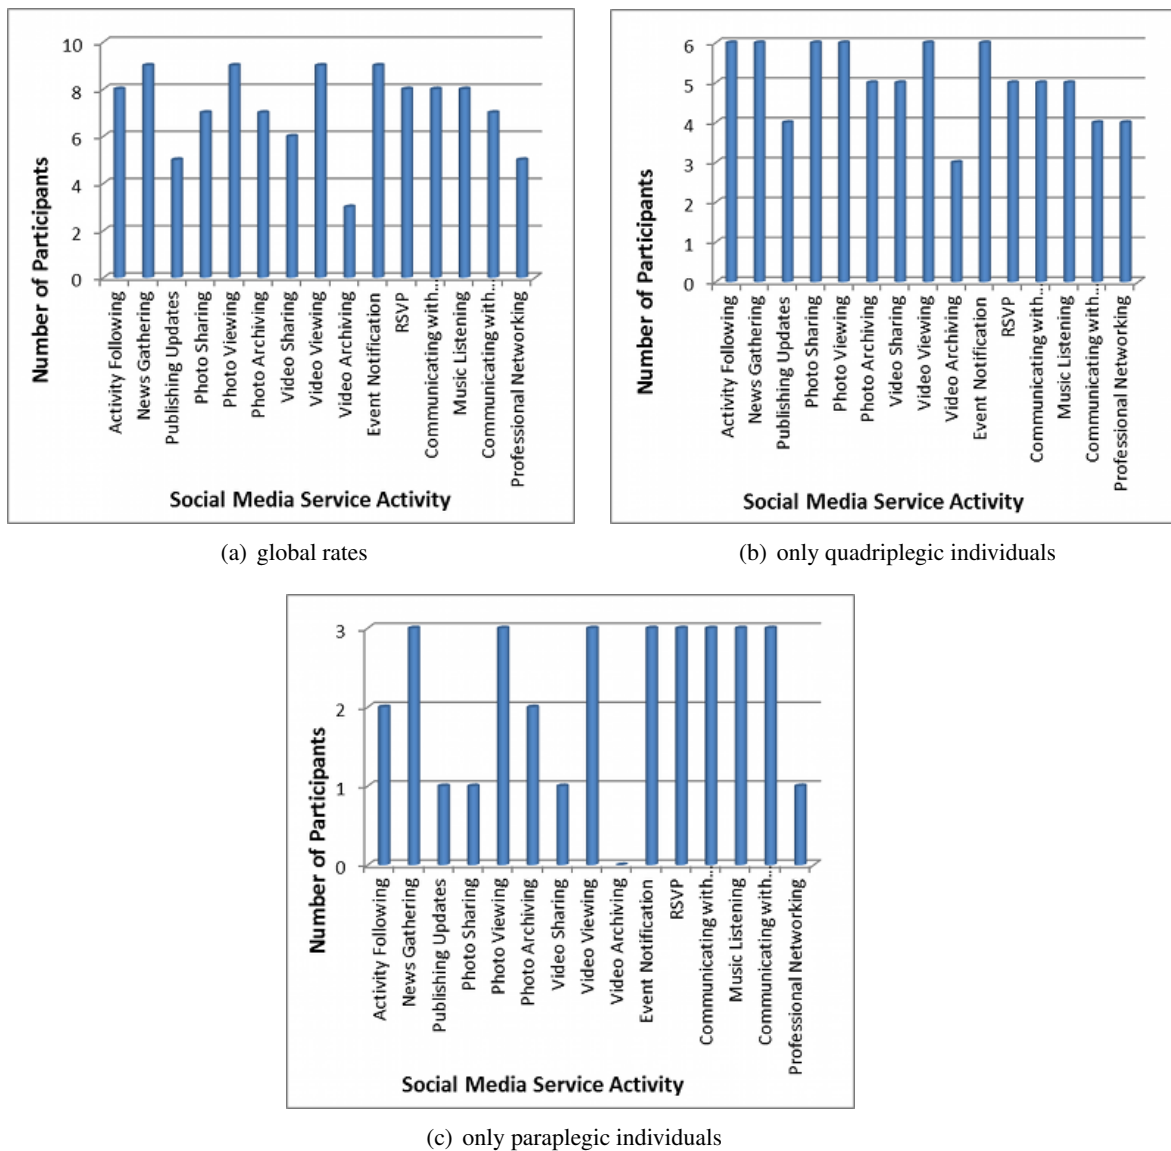 10
8
6
4
2
0
Number of Participants
Activity Following
News Gathering
Publishing Updates
Photo Sharing
Photo Viewing
Photo Archiving
Video Sharing
Video Viewing
Video Archiving
Event Notification
RSVP
Communicating with...
Music Listening
Communicating with...
Professional Networking
Social Media Service Activity
(a) global rates
6
5
4
3
2
1
0
Number of Participants
Activity Following
News Gathering
Publishing Updates
Photo Sharing
Photo Viewing
Photo Archiving
Video Sharing
Video Viewing
Video Archiving
Event Notification
RSVP
Communicating with...
Music Listening
Communicating with...
Professional Networking
Social Media Service Activity
(b) only quadriplegic individuals
3
2
1
0
Number of Participants
Activity Following
News Gathering
Publishing Updates
Photo Sharing
Photo Viewing
Photo Archiving
Video Sharing
Video Viewing
Video Archiving
Event Notification
RSVP
Communicating with...
Music Listening
Communicating with...
Professional Networking
Social Media Service Activity
(c) only paraplegic individuals